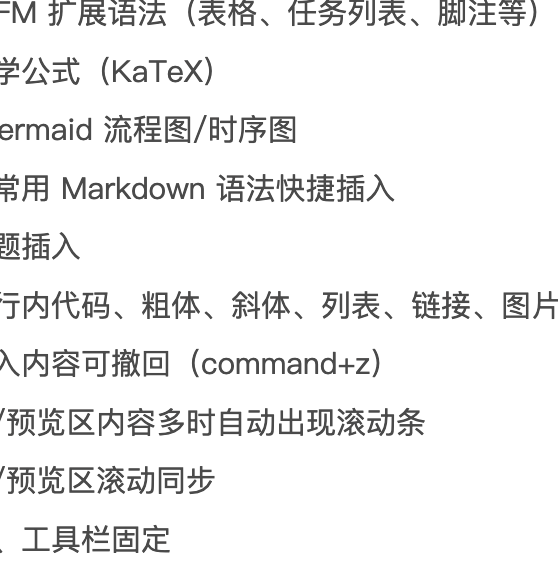 FM 扩展语法（表格、任务列表、脚注等）
学公式（KaTeX）
ermaid 流程图/时序图
常用 Markdown 语法快捷插入
题插入
行内代码、粗体、斜体、列表、链接、图片
入内容可撤回（command+z）
/预览区内容多时自动出现滚动条
/预览区滚动同步
、工具栏固定